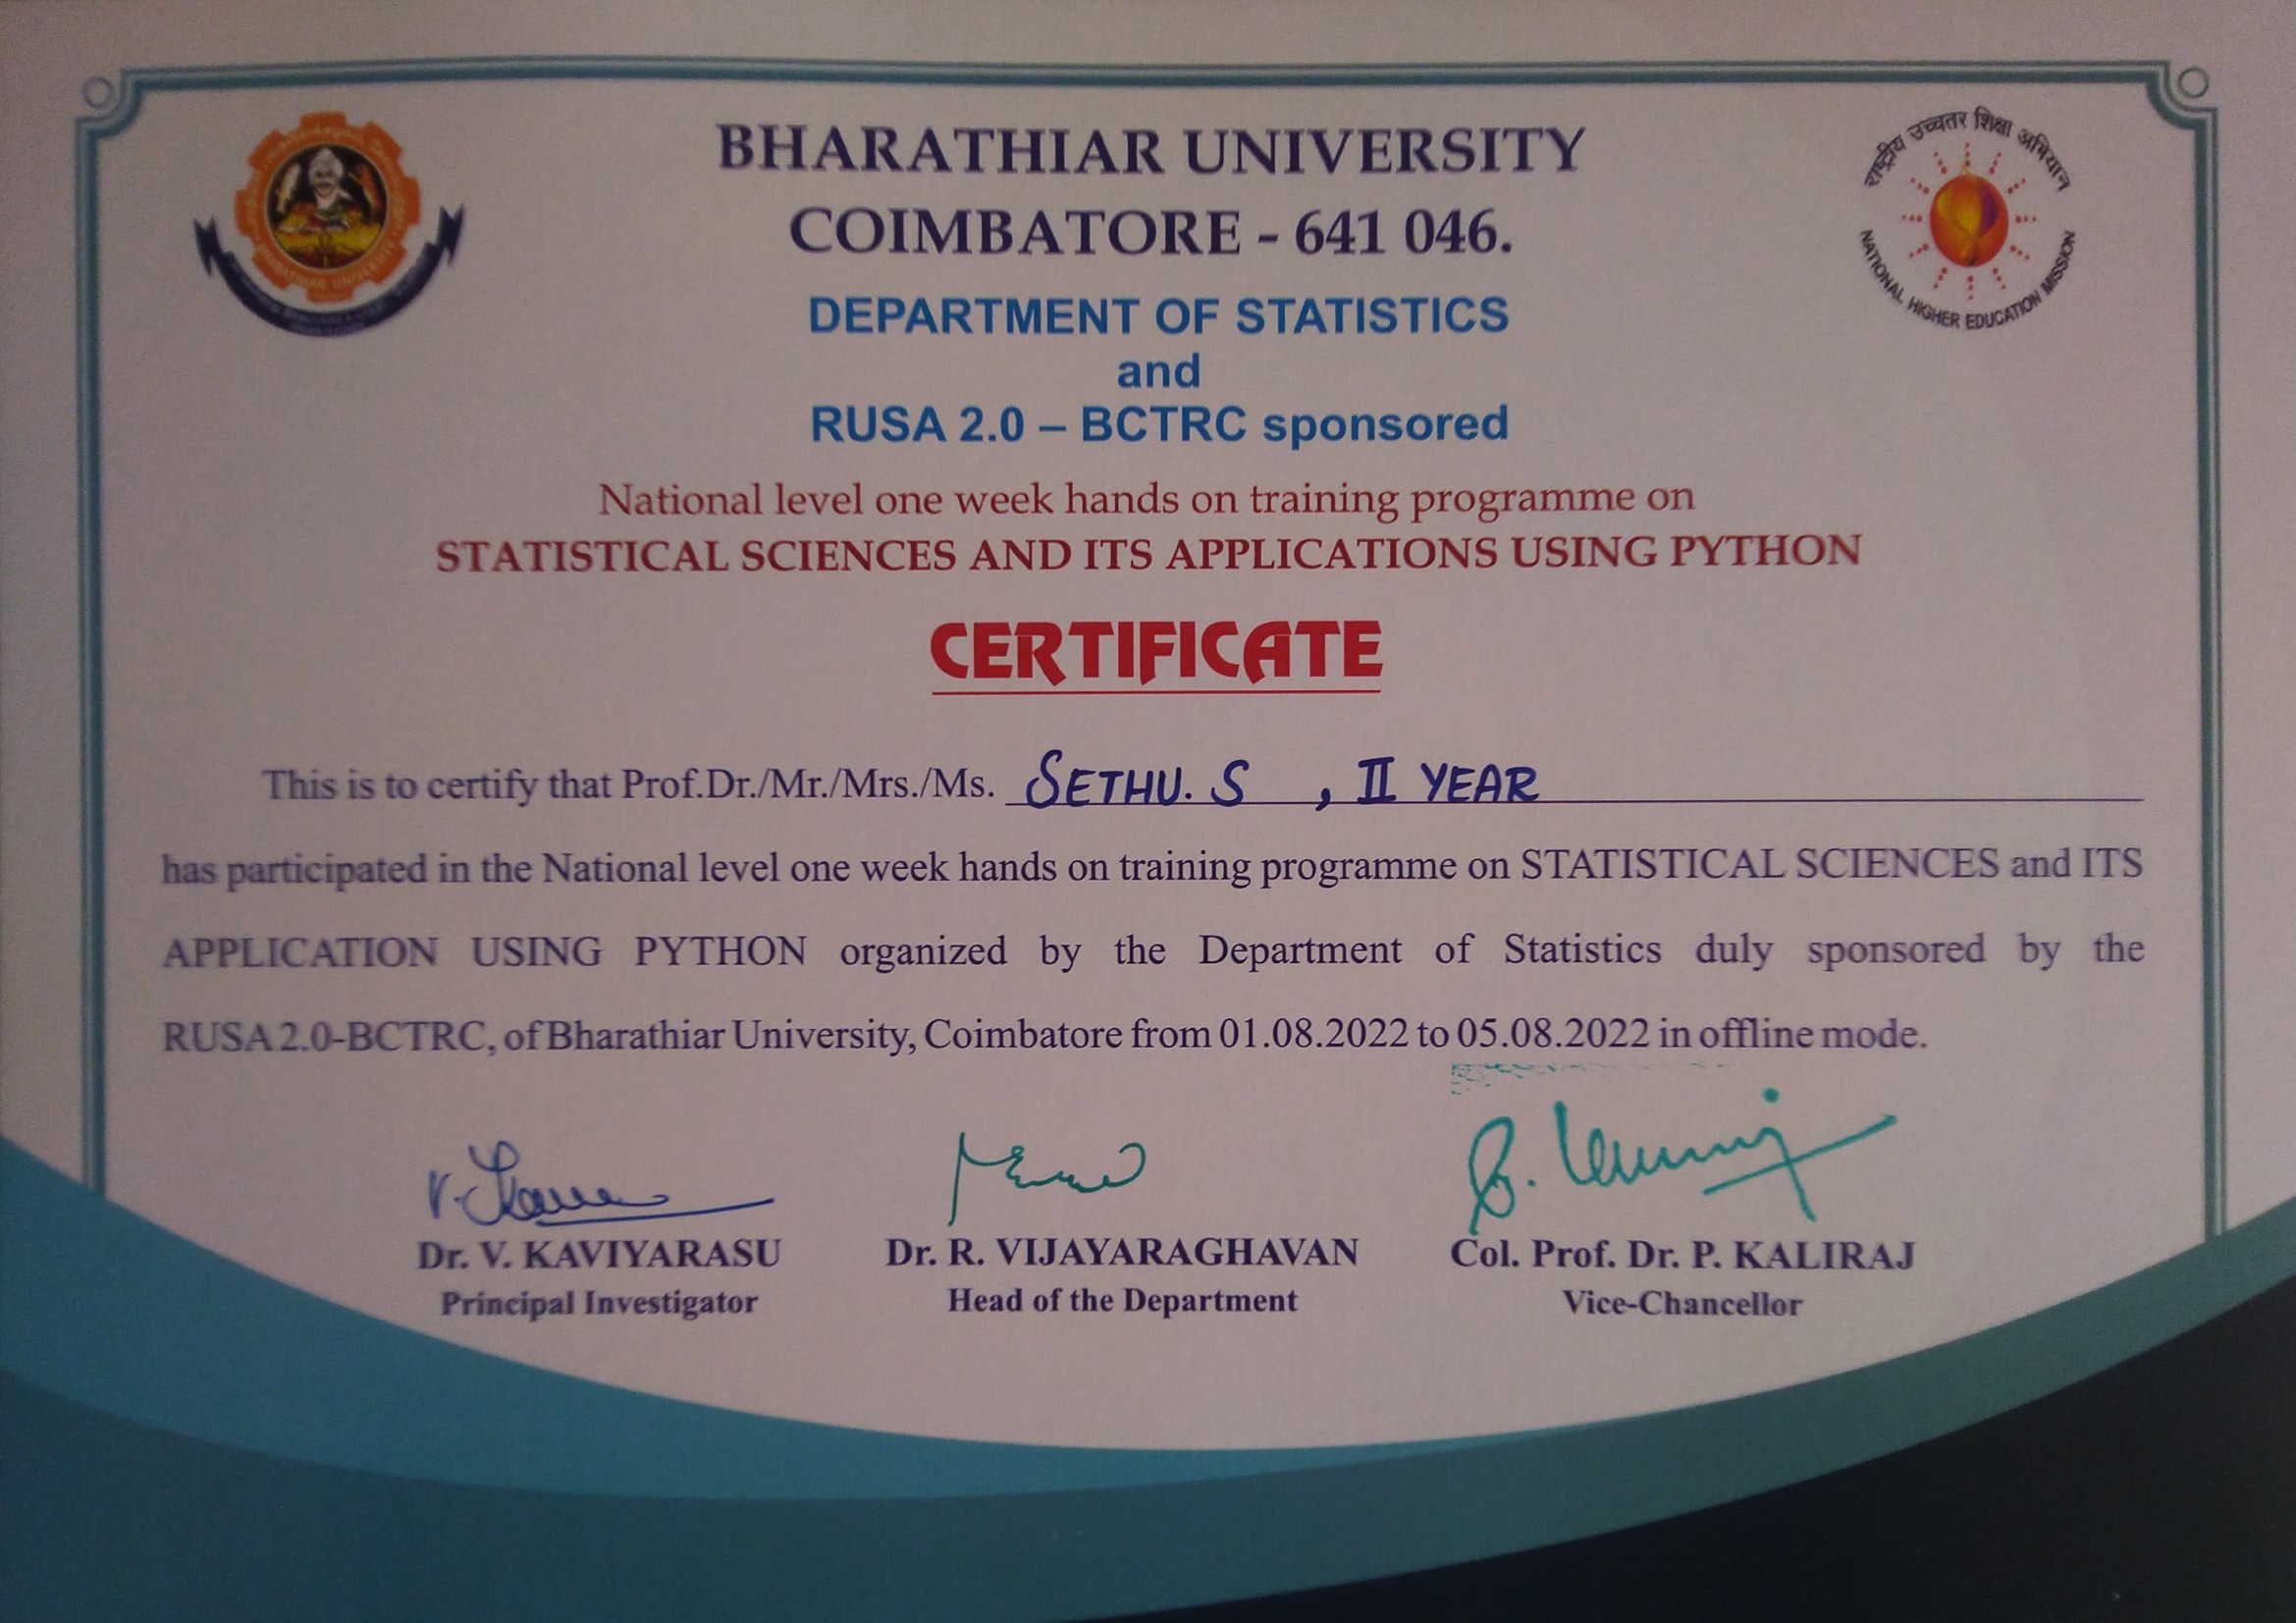 BHARATHIAR UNIVERSITY
COIMBATORE - 641 046.
राष्ट्रीय उच्चतर शिक्षा अभियान
NATIONAL HIGHER EDUCATION MISSION
BHARATHIAR UNIVERSITY
DEPARTMENT OF STATISTICS
and
RUSA 2.0 – BCTRC sponsored
National level one week hands on training programme on
STATISTICAL SCIENCES AND ITS APPLICATIONS USING PYTHON
CERTIFICATE
This is to certify that Prof.Dr./Mr./Mrs./Ms. SETHU. S , II YEAR
has participated in the National level one week hands on training programme on STATISTICAL SCIENCES and ITS
APPLICATION USING PYTHON organized by the Department of Statistics duly sponsored by the
RUSA 2.0-BCTRC, of Bharathiar University, Coimbatore from 01.08.2022 to 05.08.2022 in offline mode.
Dr. V. KAVIYARASU
Principal Investigator
Dr. R. VIJAYARAGHAVAN
Head of the Department
Col. Prof. Dr. P. KALIRAJ
Vice-Chancellor